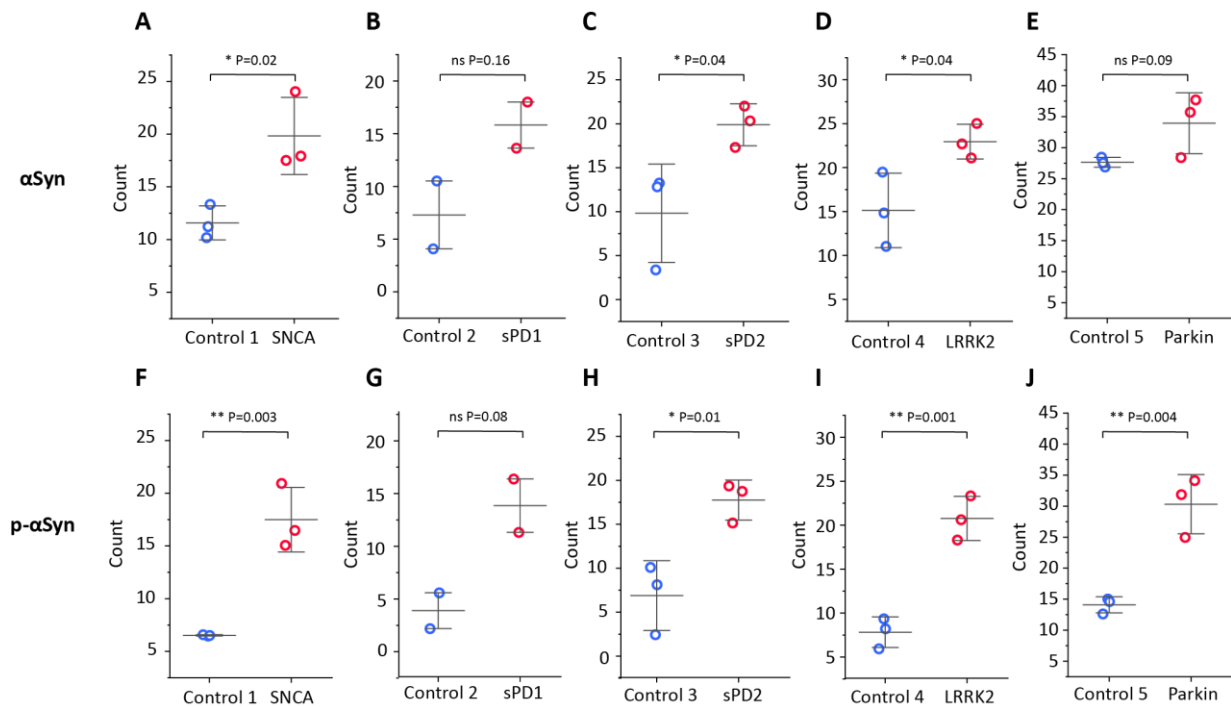 A B C D E
αSyn
* P=0.02
Count
25
20
15
10
5
Control 1 SNCA
ns P=0.16
Count
20
15
10
5
0
Control 2 sPD1
* P=0.04
Count
25
20
15
10
5
0
Control 3 sPD2
* P=0.04
Count
30
25
20
15
10
5
Control 4 LRRK2
ns P=0.09
Count
45
40
35
30
25
20
15
10
5
Control 5 Parkin
F G H I J
p-αSyn
** P=0.003
Count
25
20
15
10
5
Control 1 SNCA
ns P=0.08
Count
20
15
10
5
0
Control 2 sPD1
* P=0.01
Count
25
20
15
10
5
0
Control 3 sPD2
** P=0.001
Count
30
25
20
15
10
5
Control 4 LRRK2
** P=0.004
Count
45
40
35
30
25
20
15
10
5
Control 5 Parkin